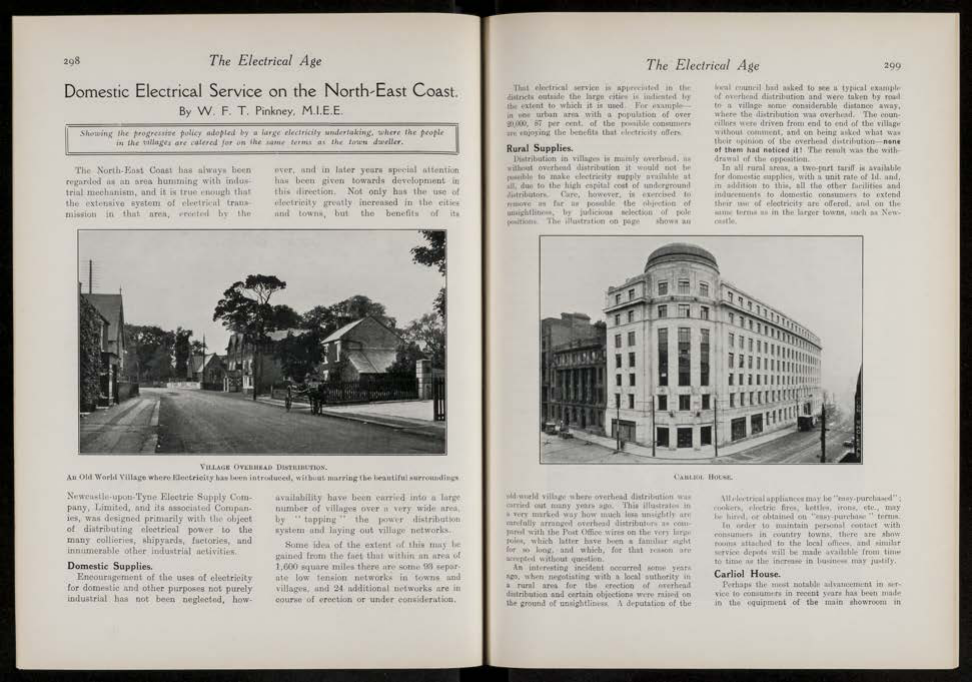 298
The Electrical Age
Domestic Electrical Service on the North-East Coast.
By W. F. T. Pinkney, M.I.E.E.
Showing the progressive policy adopted by a large electricity undertaking, where the people
in the villages are catered for on the same terms as the town dweller.
The North-East Coast has always been
regarded as an area humming with indus-
trial mechanism, and it is true enough that
the extensive system of electrical trans-
mission in that area, erected by the
ever, and in later years special attention
has been given towards development in
this direction. Not only has the use of
electricity greatly increased in the cities
and towns, but the benefits of its
VILLAGE OVERHEAD DISTRIBUTION.
An Old World Village where Electricity has been introduced, without marring the beautiful surroundings
Newcastle-upon-Tyne Electric Supply Com-
pany, Limited, and its associated Compan-
ies, was designed primarily with the object
of distributing electrical power to the
many collieries, shipyards, factories, and
innumerable other industrial activities.
Domestic Supplies.
Encouragement of the uses of electricity
for domestic and other purposes not purely
industrial has not been neglected, how-
availability have been carried into a large
number of villages over a very wide area,
by "tapping" the power distribution
system and laying out village networks.
Some idea of the extent of this may be
gained from the fact that within an area of
1,600 square miles there are some 93 separ-
ate low tension networks in towns and
villages, and 24 additional networks are in
course of erection or under consideration.
The Electrical Age
299
That electrical service is appreciated in the
districts outside the large cities is indicated by
the extent to which it is used. For example—
in one urban area with a population of over
20,000, 87 per cent. of the possible consumers
are enjoying the benefits that electricity offers.
Rural Supplies.
Distribution in villages is mainly overhead, as
without overhead distribution it would not be
possible to make electricity supply available at
all, due to the high capital cost of underground
distributors. Care, however, is exercised to
remove as far as possible the objection of
unsightliness, by judicious selection of pole
positions. The illustration on page shows an
local council had asked to see a typical example
of overhead distribution and were taken by road
to a village some considerable distance away,
where the distribution was overhead. The coun-
cillors were driven from end to end of the village
without comment, and on being asked what was
their opinion of the overhead distribution—none
of them had noticed it! The result was the with-
drawal of the opposition.
In all rural areas, a two-part tariff is available
for domestic supplies, with a unit rate of 1d. and,
in addition to this, all the other facilities and
inducements to domestic consumers to extend
their use of electricity are offered, and on the
same terms as in the larger towns, such as New-
castle.
CARLIOL HOUSE.
old-world village where overhead distribution was
carried out many years ago. This illustrates in
a very marked way how much less unsightly are
carefully arranged overhead distributors as com-
pared with the Post Office wires on the very large
poles, which latter have been a familiar sight
for so long, and which, for that reason are
accepted without question.
An interesting incident occurred some years
ago, when negotiating with a local authority in
a rural area for the erection of overhead
distribution and certain objections were raised on
the ground of unsightliness. A deputation of the
All electrical appliances may be "easy-purchased";
cookers, electric fires, kettles, irons, etc., may
be hired, or obtained on "easy-purchase" terms.
In order to maintain personal contact with
consumers in country towns, there are show
rooms attached to the local offices, and similar
service depots will be made available from time
to time as the increase in business may justify.
Carliol House.
Perhaps the most notable advancement in ser-
vice to consumers in recent years has been made
in the equipment of the main showroom in